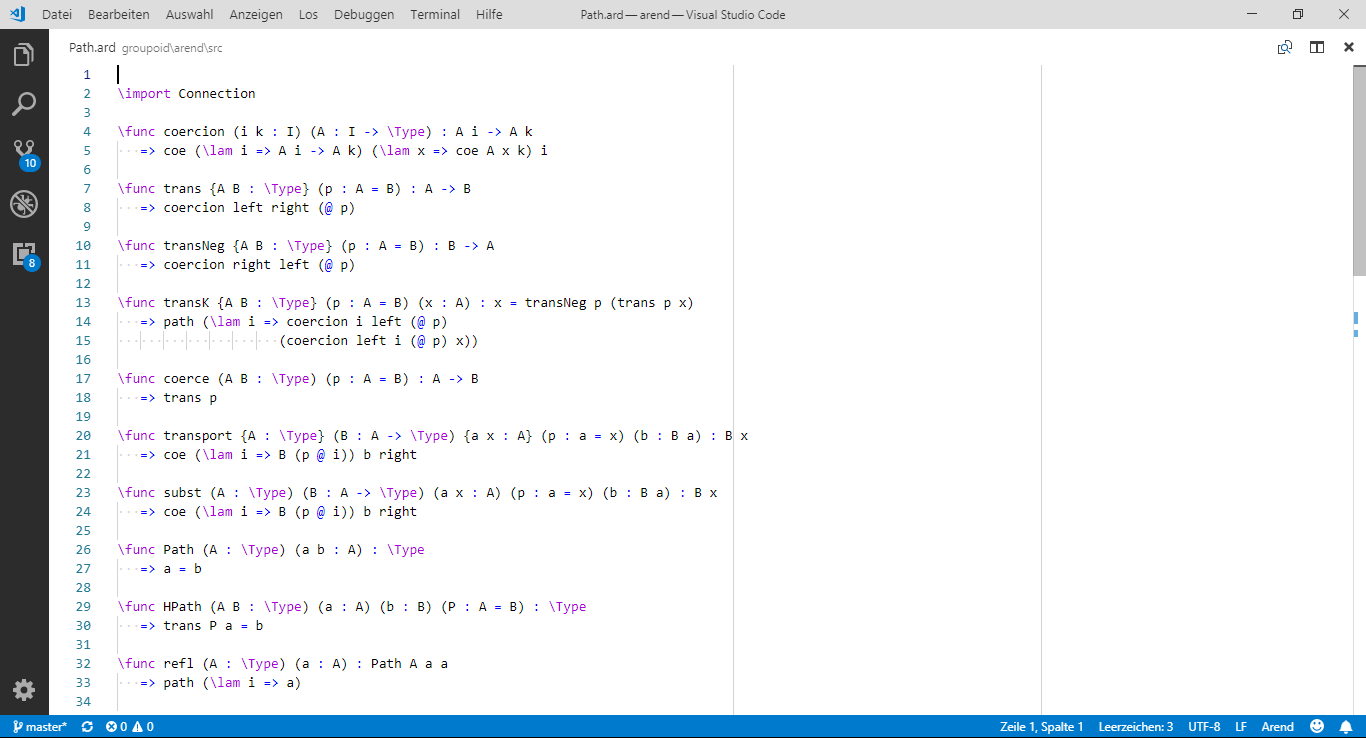 Datei Bearbeiten Auswahl Anzeigen Los Debuggen Terminal Hilfe Path.ard — arend — Visual Studio Code
Path.ard groupoid\arend\src
1
2 \import Connection
3
4 \func coercion (i k : I) (A : I -> \Type) : A i -> A k
5 => coe (\lam i => A i -> A k) (\lam x => coe A x k) i
6
7 \func trans {A B : \Type} (p : A = B) : A -> B
8 => coercion left right (@ p)
9
10 \func transNeg {A B : \Type} (p : A = B) : B -> A
11 => coercion right left (@ p)
12
13 \func transK {A B : \Type} (p : A = B) (x : A) : x = transNeg p (trans p x)
14 => path (\lam i => coercion i left (@ p)
15 (coercion left i (@ p) x))
16
17 \func coerce (A B : \Type) (p : A = B) : A -> B
18 => trans p
19
20 \func transport {A : \Type} (B : A -> \Type) {a x : A} (p : a = x) (b : B a) : B x
21 => coe (\lam i => B (p @ i)) b right
22
23 \func subst (A : \Type) (B : A -> \Type) (a x : A) (p : a = x) (b : B a) : B x
24 => coe (\lam i => B (p @ i)) b right
25
26 \func Path (A : \Type) (a b : A) : \Type
27 => a = b
28
29 \func HPath (A B : \Type) (a : A) (b : B) (P : A = B) : \Type
30 => trans P a = b
31
32 \func refl (A : \Type) (a : A) : Path A a a
33 => path (\lam i => a)
34
10
8
master* 0 0 Zeile 1, Spalte 1 Leerzeichen: 3 UTF-8 LF Arend